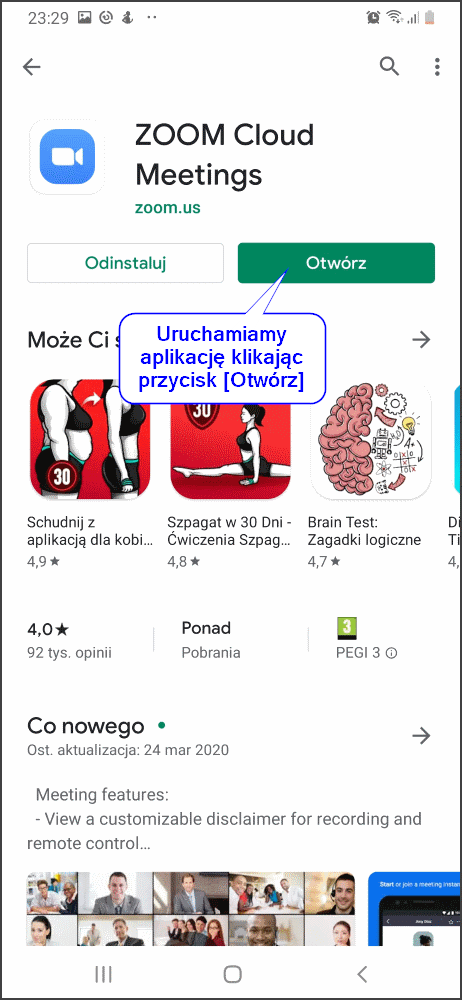 23:29
ZOOM Cloud
Meetings
zoom.us
Odinstaluj
Otwórz
Uruchamiamy
aplikację klikając
przycisk [Otwórz]
Może Ci s
30
30
Schudnij z
aplikacją dla kobi...
4,9★
Szpagat w 30 Dni -
Ćwiczenia Szpag...
4,8★
Brain Test:
Zagadki logiczne
4,7★
Di
Ti
4,
4,0★
92 tys. opinii
Ponad
Pobrania
3
PEGI 3
Co nowego
Ost. aktualizacja: 24 mar 2020
Meeting features:
- View a customizable disclaimer for recording and
remote control…
Start or join a meeting instan